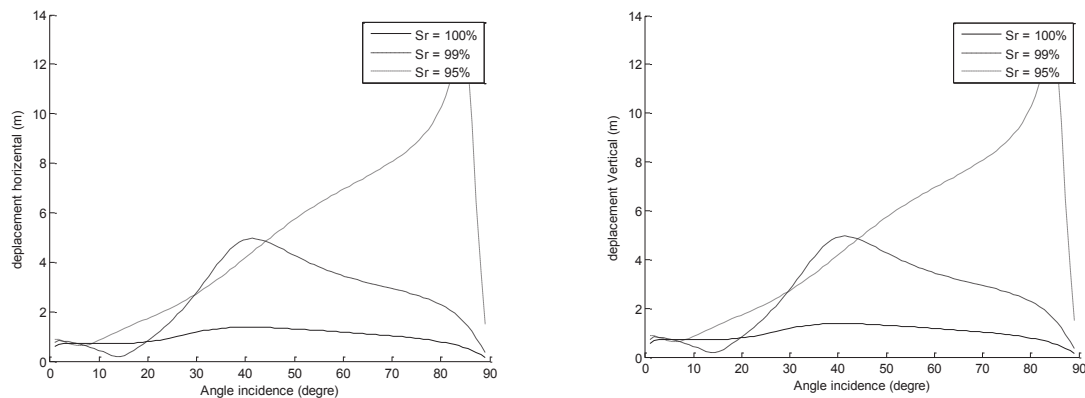 14
12
10
8
6
4
2
0
deplacement horizental (m)
Sr = 100%
Sr = 99%
Sr = 95%
0 10 20 30 40 50 60 70 80 90
Angle incidence (degre)
14
12
10
8
6
4
2
0
deplacement Vertical (m)
Sr = 100%
Sr = 99%
Sr = 95%
0 10 20 30 40 50 60 70 80 90
Angle incidence (degre)